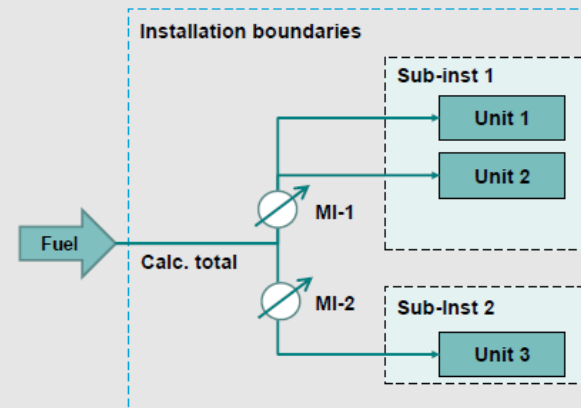 Installation boundaries
Sub-inst 1
Unit 1
Unit 2
MI-1
Fuel
Calc. total
MI-2
Sub-Inst 2
Unit 3